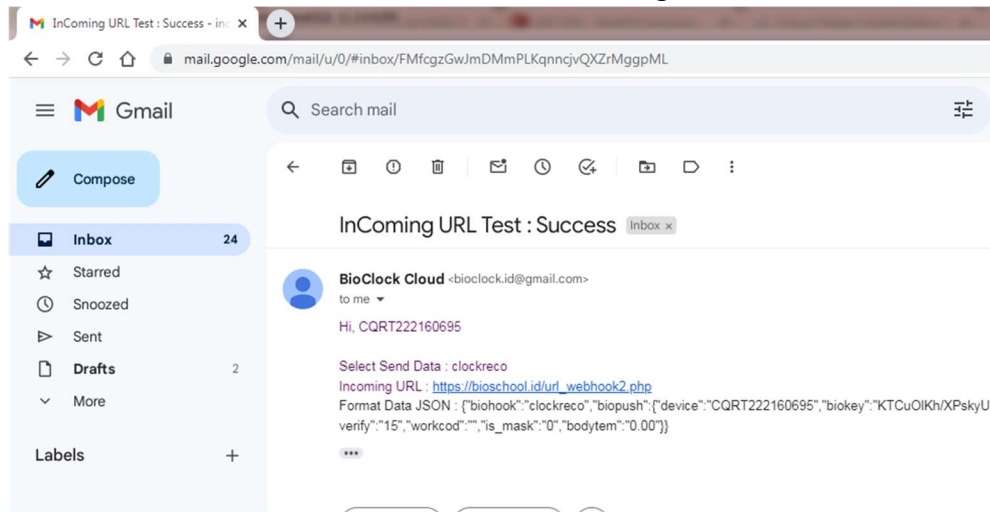 InComing URL Test : Success - in
mail.google.com/mail/u/0/#inbox/FMfcgzGwJmDMmPLKqnncjvQXZrMggpML
Gmail
Search mail
Compose
InComing URL Test : Success Inbox x
Inbox 24
Starred
Snoozed
Sent
Drafts 2
More
Labels +
BioClock Cloud <bioclock.id@gmail.com>
to me
Hi, CQRT222160695
Select Send Data : clockreco
Incoming URL : https://bioschool.id/url_webhook2.php
Format Data JSON : {"biohook":"clockreco","biopush":{"device":"CQRT222160695","biokey":"KTCuOlKh/XPskyU
verify":"15","workcod":"","is_mask":"0","bodytem":"0.00"}}